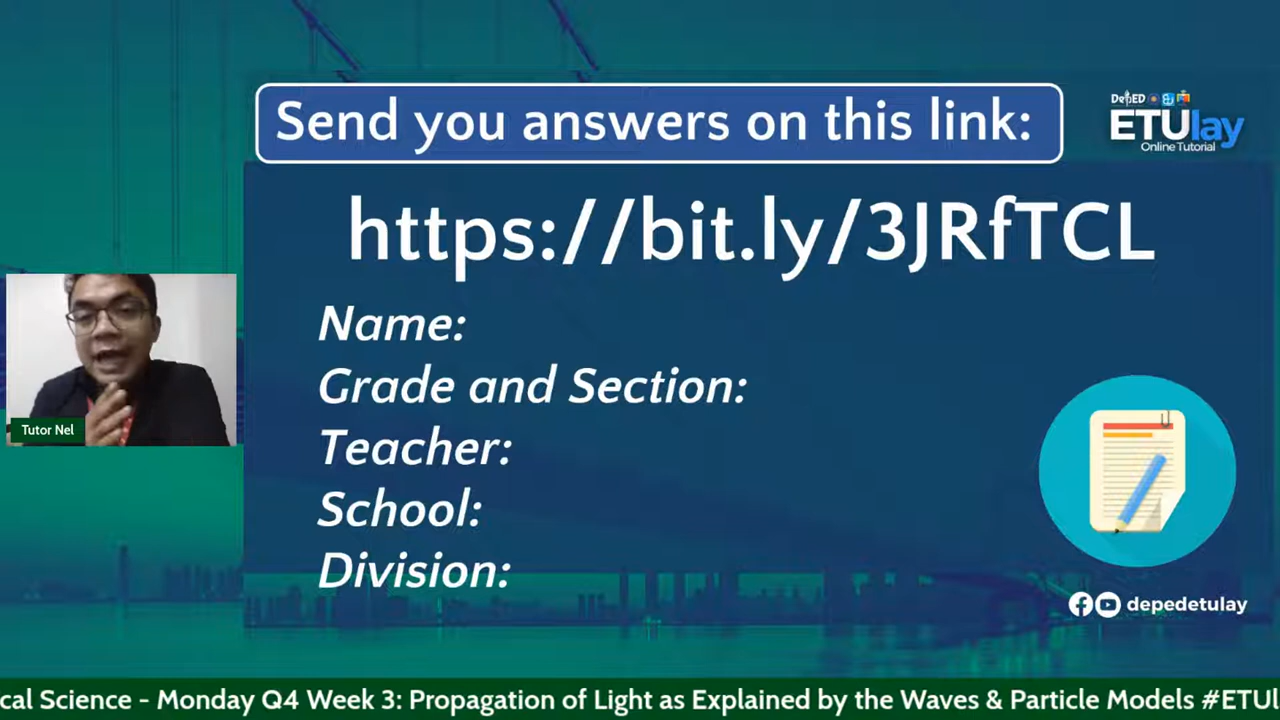 Send you answers on this link:
DepED
ETUlay
Online Tutorial
https://bit.ly/3JRfTCL
Name:
Grade and Section:
Teacher:
School:
Division:
Tutor Nel
depedetulay
cal Science - Monday Q4 Week 3: Propagation of Light as Explained by the Waves & Particle Models #ETUl